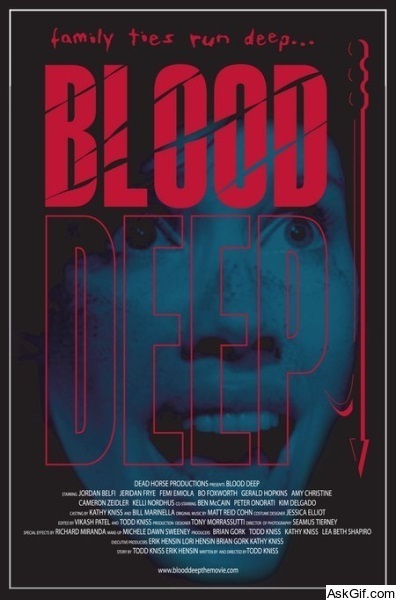 family ties run deep...
BLOOD
DEEP
DEAD HORSE PRODUCTIONS PRESENTS BLOOD DEEP
STARRING JORDAN BELFI JERIDAN FRYE FEMI EMIOLA BO FOXWORTH GERALD HOPKINS AMY CHRISTINE
CAMERON ZEIDLER KELLI NORDHUS CO-STARRING BEN McCAIN PETER ONORATI KIM DELGADO
CASTING BY KATHY KNISS AND BILL MARINELLA ORIGINAL MUSIC BY MATT REID COHN COSTUME DESIGNER JESSICA ELLIOT
EDITED BY VIKASH PATEL AND TODD KNISS PRODUCTION DESIGNER TONY MORRASSUTTI DIRECTOR OF PHOTOGRAPHY SEAMUS TIERNEY
SPECIAL EFFECTS BY RICHARD MIRANDA MAKE-UP MICHELE DAWN SWEENEY PRODUCERS BRIAN GORK TODD KNISS KATHY KNISS LEA BETH SHAPIRO
EXECUTIVE PRODUCERS ERIK HENSIN LORI HENSIN BRIAN GORK KATHY KNISS
STORY BY TODD KNISS ERIK HENSIN WRITTEN BY AND DIRECTED BY TODD KNISS
www.blooddeepthemovie.com
AskGif.com